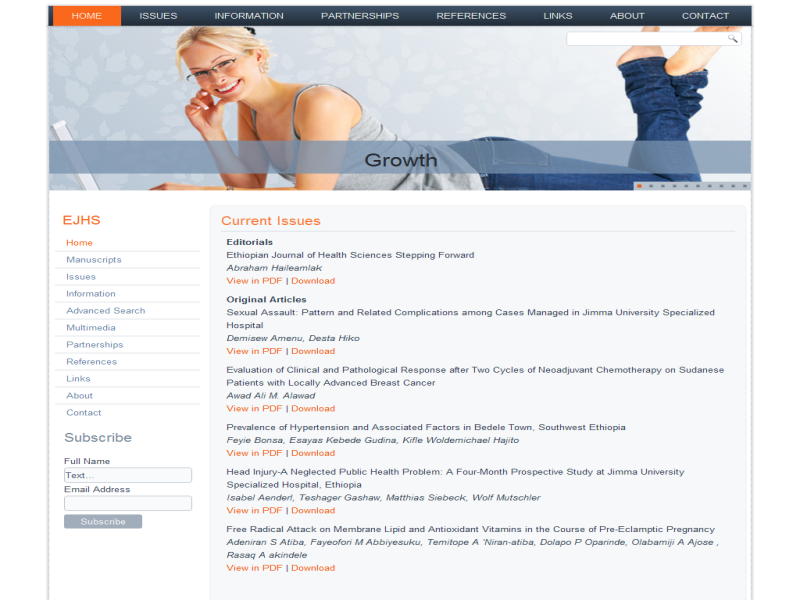 HOME ISSUES INFORMATION PARTNERSHIPS REFERENCES LINKS ABOUT CONTACT
Growth
EJHS
Home
Manuscripts
Issues
Information
Advanced Search
Multimedia
Partnerships
References
Links
About
Contact
Subscribe
Full Name
Text...
Email Address
Subscribe
Current Issues
Editorials
Ethiopian Journal of Health Sciences Stepping Forward
Abraham Haileamlak
View in PDF | Download
Original Articles
Sexual Assault: Pattern and Related Complications among Cases Managed in Jimma University Specialized
Hospital
Demisew Amenu, Desta Hiko
View in PDF | Download
Evaluation of Clinical and Pathological Response after Two Cycles of Neoadjuvant Chemotherapy on Sudanese
Patients with Locally Advanced Breast Cancer
Awad Ali M. Alawad
View in PDF | Download
Prevalence of Hypertension and Associated Factors in Bedele Town, Southwest Ethiopia
Feyie Bonsa, Esayas Kebede Gudina, Kifle Woldemichael Hajito
View in PDF | Download
Head Injury-A Neglected Public Health Problem: A Four-Month Prospective Study at Jimma University
Specialized Hospital, Ethiopia
Isabel Aenderl, Teshager Gashaw, Matthias Siebeck, Wolf Mutschler
View in PDF | Download
Free Radical Attack on Membrane Lipid and Antioxidant Vitamins in the Course of Pre-Eclamptic Pregnancy
Adeniran S Atiba, Fayeofori M Abbiyesuku, Temitope A 'Niran-atiba, Dolapo P Oparinde, Olabamiji A Ajose ,
Rasaq A akindele
View in PDF | Download